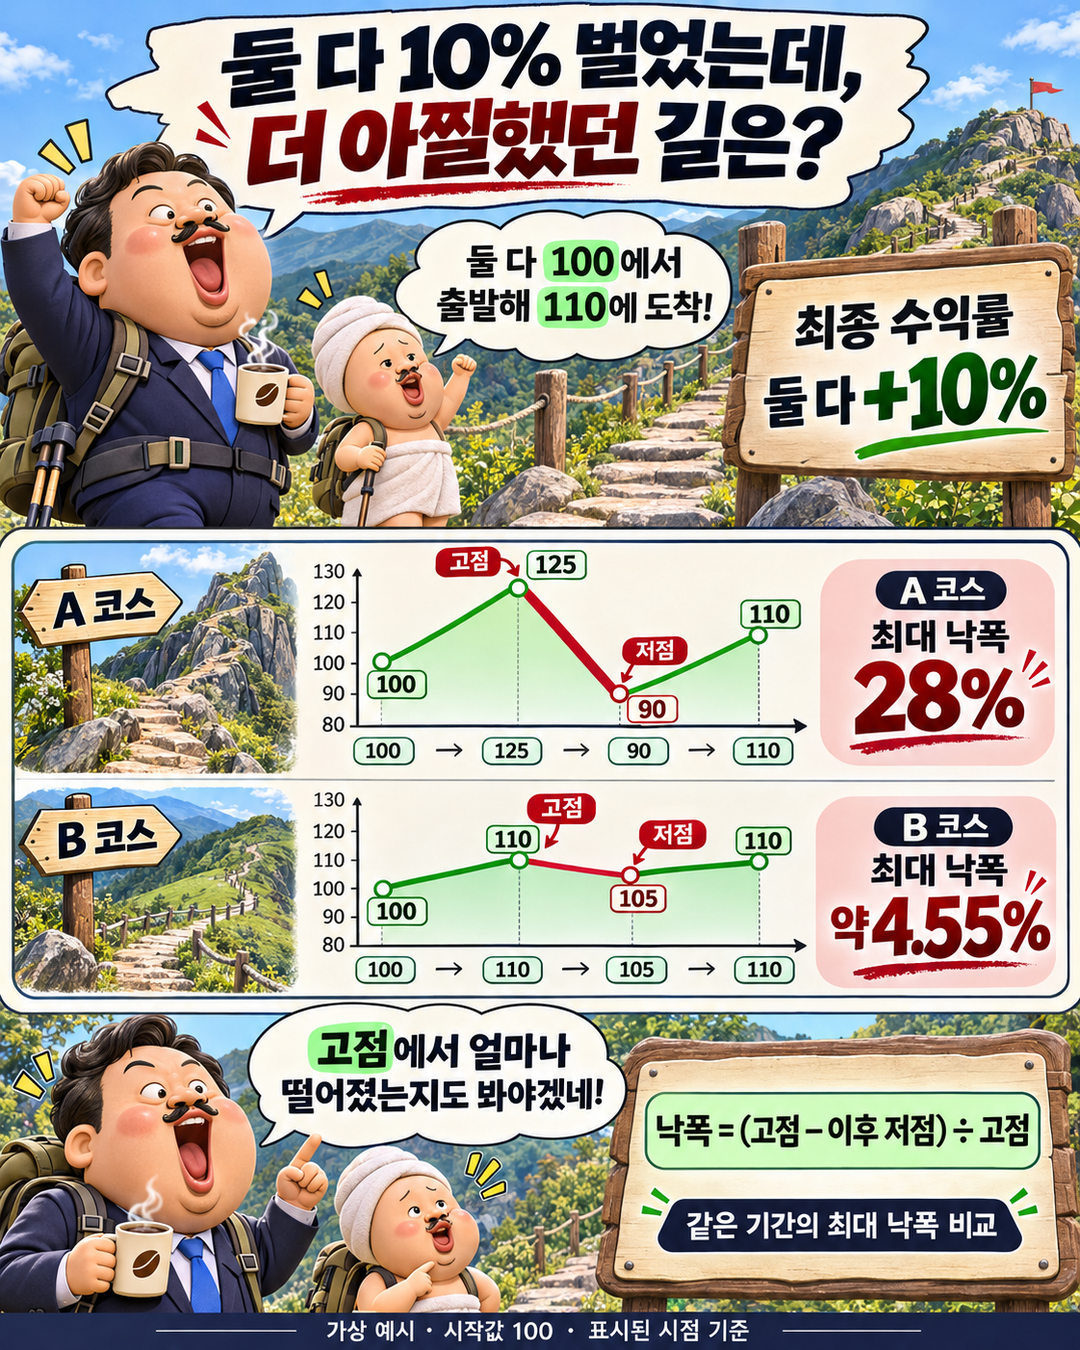 둘 다 10% 벌었는데,
더 아찔했던 길은?
둘 다 100에서
출발해 110에 도착!
최종 수익률
둘 다 +10%
A 코스
130
120
110
100
90
80
고점
125
100
저점
90
110
100 → 125 → 90 → 110
A 코스
최대 낙폭
28%
B 코스
130
120
110
100
90
80
고점
110
100
저점
105
110
100 → 110 → 105 → 110
B 코스
최대 낙폭
약 4.55%
고점에서 얼마나
떨어졌는지도 봐야겠네!
낙폭 = (고점 – 이후 저점) ÷ 고점
같은 기간의 최대 낙폭 비교
가상 예시 · 시작값 100 · 표시된 시점 기준